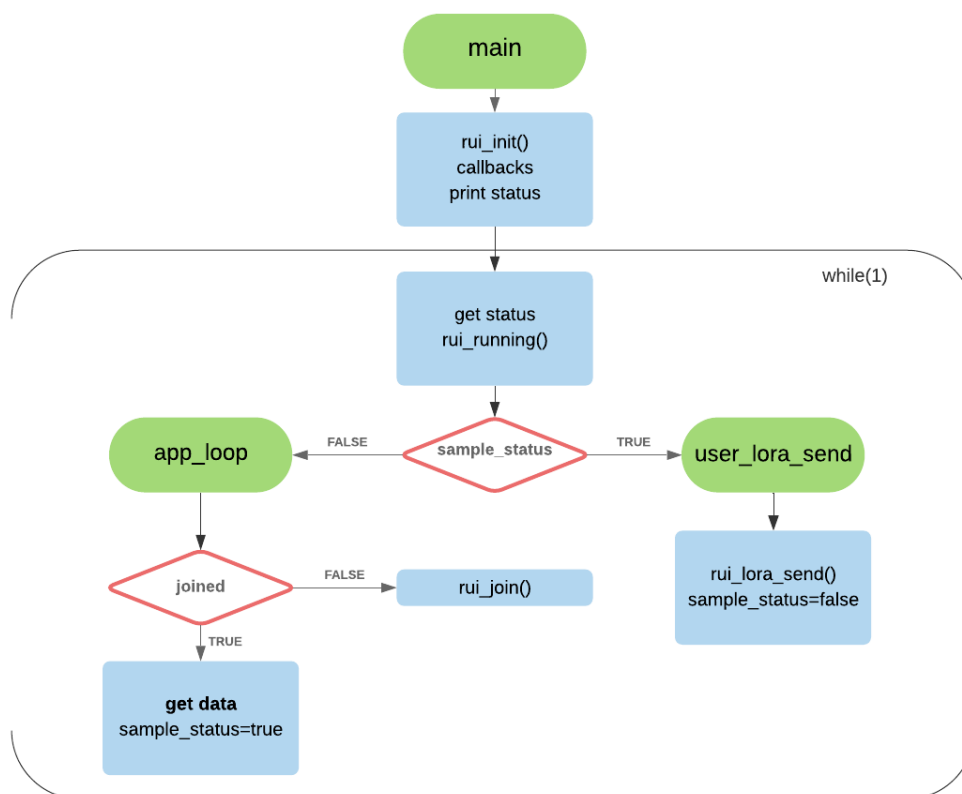 main
rui_init()
callbacks
print status
while(1)
get status
rui_running()
app_loop
FALSE
sample_status
TRUE
user_lora_send
joined
FALSE
rui_join()
rui_lora_send()
sample_status=false
TRUE
get data
sample_status=true